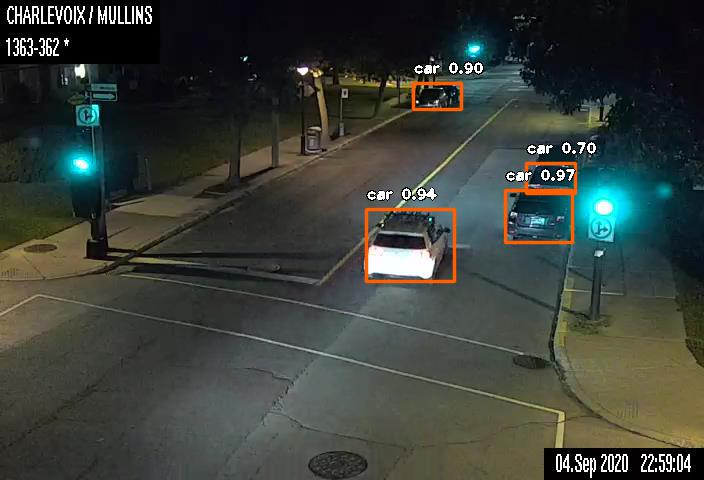 CHARLEVOIX / MULLINS
1363-362 *
car 0.90
car 0.70
car 0.97
car 0.94
04.Sep 2020 22:59:04